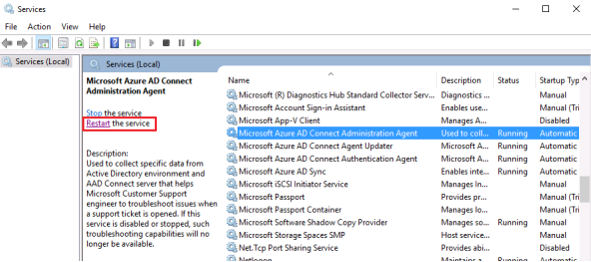 Services
File Action View Help
Services (Local)
Services (Local)
Microsoft Azure AD Connect
Administration Agent
Stop the service
Restart the service
Description:
Used to collect specific data from
Active Directory environment and
AAD Connect server that helps
Microsoft Customer Support
engineer to troubleshoot issues when
a support ticket is opened. If this
service is disabled or stopped, such
troubleshooting capabilities will no
longer be available.
Name Description Status Startup Typ
Microsoft (R) Diagnostics Hub Standard Collector Serv... Diagnostics ... Manual
Microsoft Account Sign-in Assistant Enables use... Manual (Tri
Microsoft App-V Client Manages A... Disabled
Microsoft Azure AD Connect Administration Agent Used to coll... Running Automatic
Microsoft Azure AD Connect Agent Updater Microsoft A... Running Automatic
Microsoft Azure AD Connect Authentication Agent Microsoft A... Running Automatic
Microsoft Azure AD Sync Enables inte... Running Automatic
Microsoft iSCSI Initiator Service Manages In... Manual
Microsoft Passport Provides pr... Manual (Tri
Microsoft Passport Container Manages lo... Manual (Tri
Microsoft Software Shadow Copy Provider Manages so... Running Manual
Microsoft Storage Spaces SMP Host service... Manual
Net.Tcp Port Sharing Service Provides abi... Disabled
Netlogon Maintains a Running Automatic